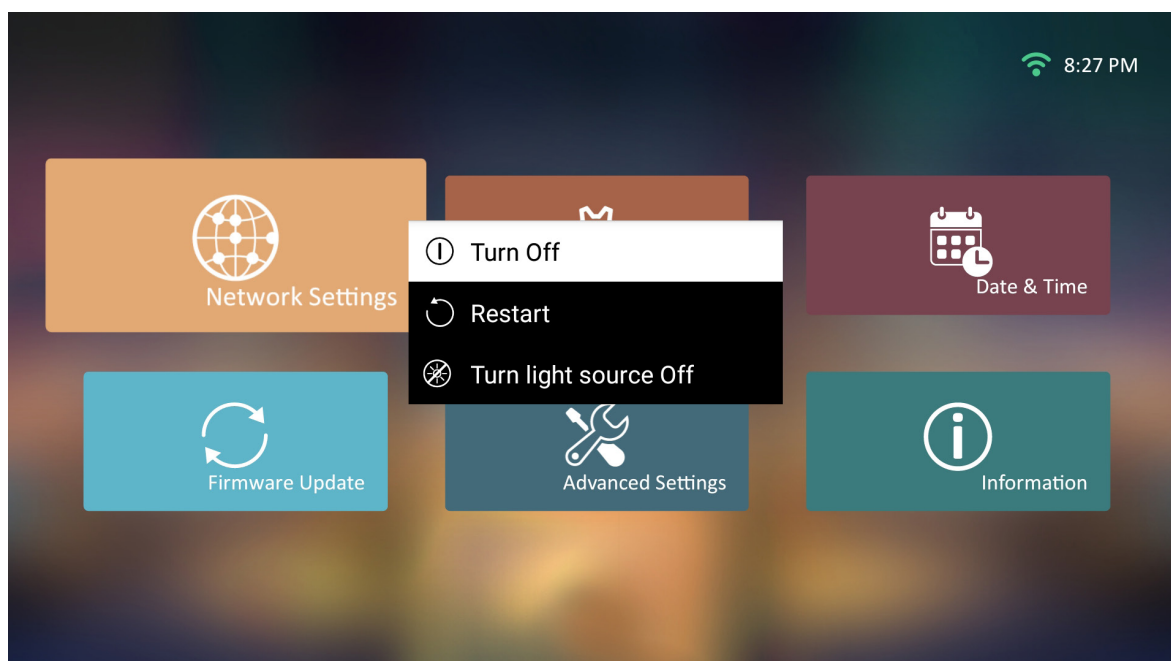 8:27 PM
Network Settings
Date & Time
Turn Off
Restart
Turn light source Off
Firmware Update
Advanced Settings
Information